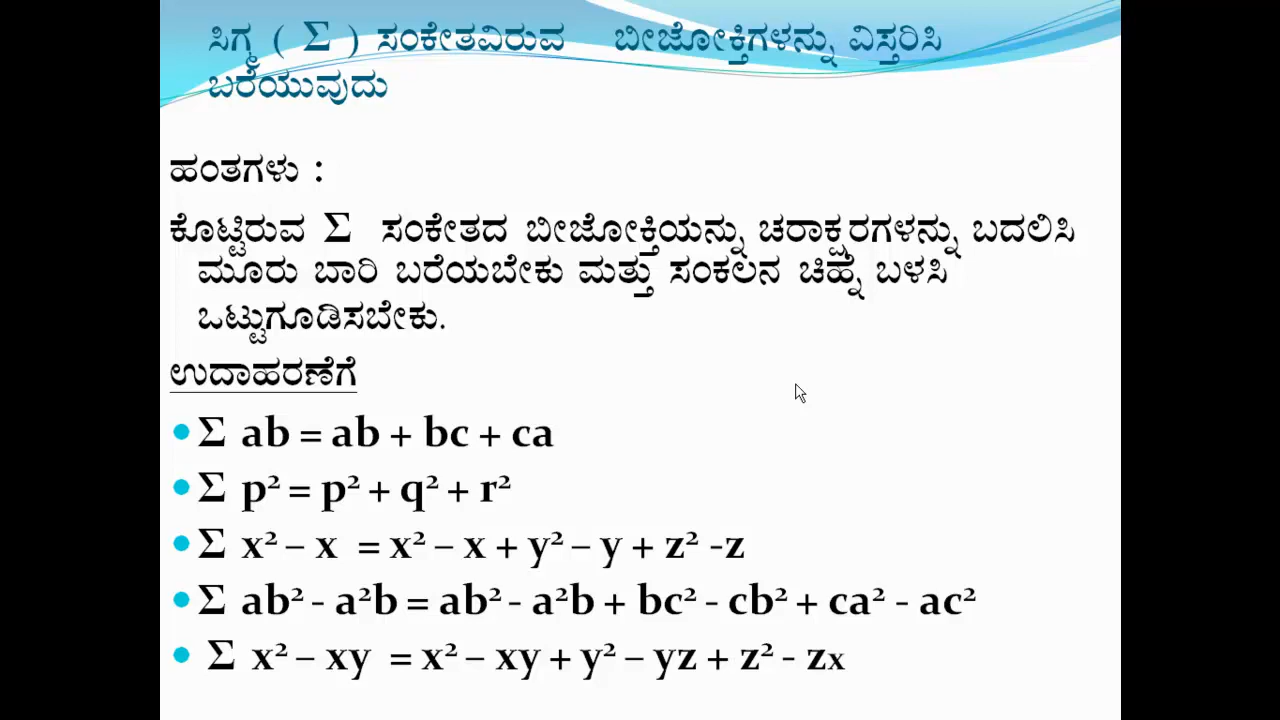 ಸಿಗ್ಮ ( Σ ) ಸಂಕೇತವಿರುವ ಬೀಜೋಕ್ತಿಗಳನ್ನು ವಿಸ್ತರಿಸಿ
ಬರೆಯುವುದು
ಹಂತಗಳು :
ಕೊಟ್ಟಿರುವ Σ ಸಂಕೇತದ ಬೀಜೋಕ್ತಿಯನ್ನು ಚರಾಕ್ಷರಗಳನ್ನು ಬದಲಿಸಿ
ಮೂರು ಬಾರಿ ಬರೆಯಬೇಕು ಮತ್ತು ಸಂಕಲನ ಚಿಹ್ನೆ ಬಳಸಿ
ಒಟ್ಟುಗೂಡಿಸಬೇಕು.
ಉದಾಹರಣೆಗೆ
• Σ ab = ab + bc + ca
• Σ p² = p² + q² + r²
• Σ x² – x = x² – x + y² – y + z² -z
• Σ ab² - a²b = ab² - a²b + bc² - cb² + ca² - ac²
• Σ x² – xy = x² – xy + y² – yz + z² - zx